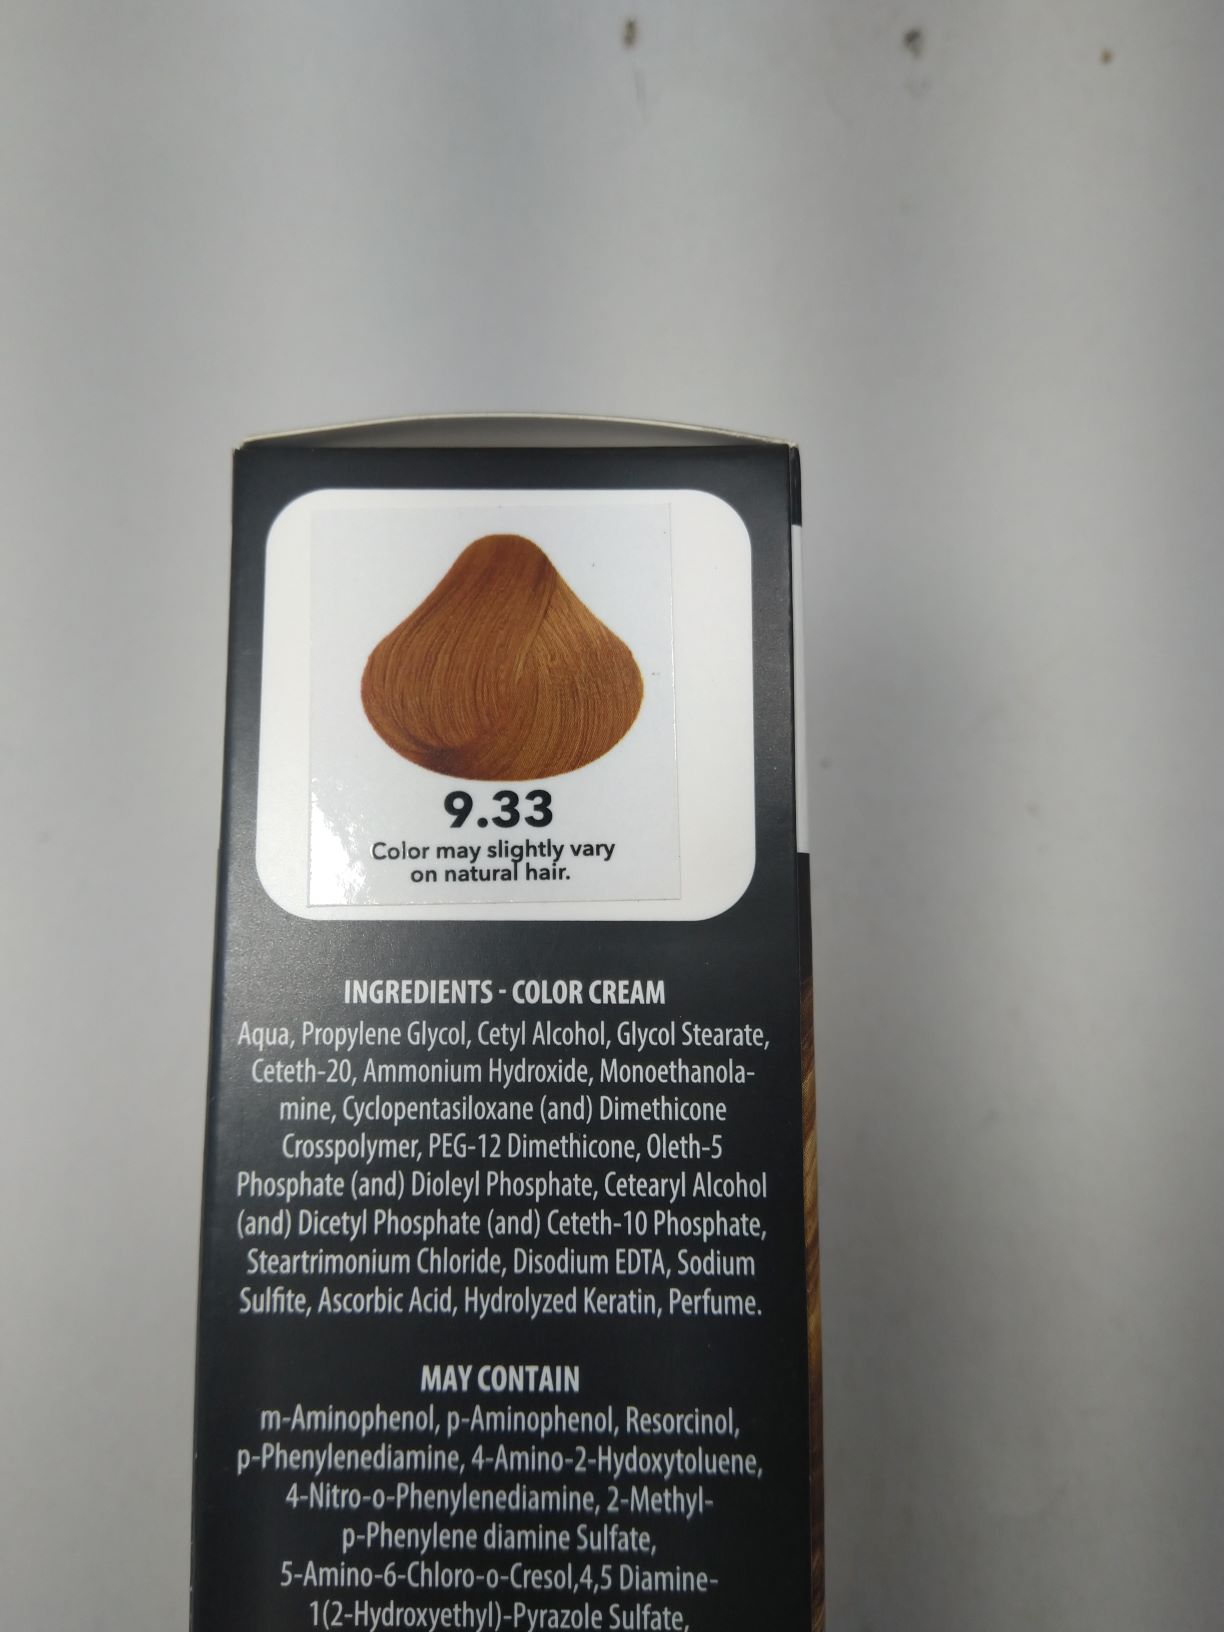 9.33
Color may slightly vary
on natural hair.
INGREDIENTS - COLOR CREAM
Aqua, Propylene Glycol, Cetyl Alcohol, Glycol Stearate,
Ceteth-20, Ammonium Hydroxide, Monoethanola-
mine, Cyclopentasiloxane (and) Dimethicone
Crosspolymer, PEG-12 Dimethicone, Oleth-5
Phosphate (and) Dioleyl Phosphate, Cetearyl Alcohol
(and) Dicetyl Phosphate (and) Ceteth-10 Phosphate,
Steartrimonium Chloride, Disodium EDTA, Sodium
Sulfite, Ascorbic Acid, Hydrolyzed Keratin, Perfume.
MAY CONTAIN
m-Aminophenol, p-Aminophenol, Resorcinol,
p-Phenylenediamine, 4-Amino-2-Hydoxytoluene,
4-Nitro-o-Phenylenediamine, 2-Methyl-
p-Phenylene diamine Sulfate,
5-Amino-6-Chloro-o-Cresol,4,5 Diamine-
1(2-Hydroxyethyl)-Pyrazole Sulfate,